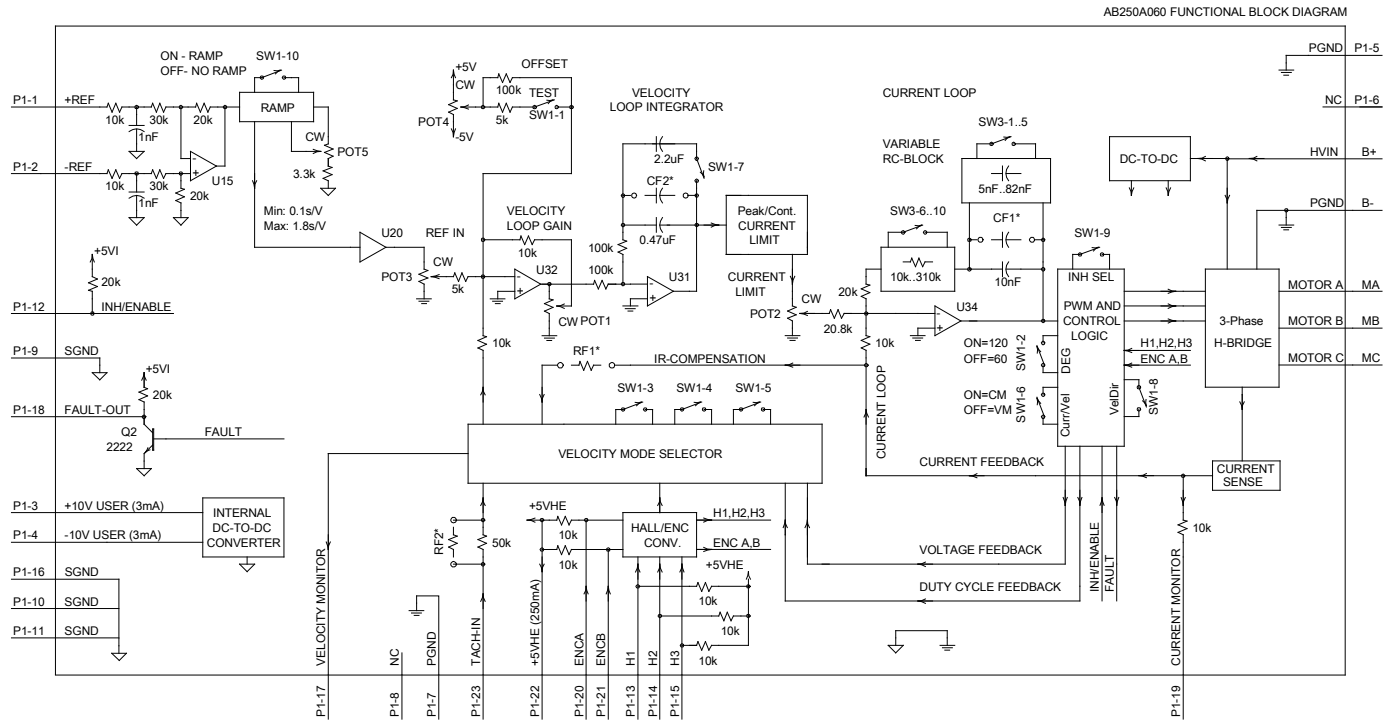 AB250A060 FUNCTIONAL BLOCK DIAGRAM
ON - RAMP
OFF- NO RAMP
SW1-10
RAMP
P1-1
+REF
10k
30k
20k
1nF
P1-2
-REF
10k
30k
1nF
20k
U15
CW
POT5
3.3k
Min: 0.1s/V
Max: 1.8s/V
U20
+5V
CW
POT4
-5V
OFFSET
100k
TEST
5k
SW1-1
REF IN
CW
POT3
5k
VELOCITY
LOOP GAIN
10k
U32
CW
POT1
10k
VELOCITY
LOOP INTEGRATOR
2.2uF
SW1-7
CF2*
0.47uF
100k
100k
U31
Peak/Cont.
CURRENT
LIMIT
CURRENT
LIMIT
CW
POT2
20.8k
CURRENT LOOP
VARIABLE
RC-BLOCK
SW3-1..5
5nF..82nF
SW3-6..10
10k..310k
CF1*
10nF
20k
10k
U34
SW1-9
INH SEL
PWM AND
CONTROL
LOGIC
ON=120
OFF=60
SW1-2
DEG
ON=CM
OFF=VM
SW1-6
Curr/Vel
VelDir
SW1-8
H1,H2,H3
ENC A,B
DC-TO-DC
3-Phase
H-BRIDGE
CURRENT
SENSE
PGND
P1-5
NC
P1-6
HVIN
B+
PGND
B-
MOTOR A
MA
MOTOR B
MB
MOTOR C
MC
+5VI
20k
P1-12
INH/ENABLE
P1-9
SGND
+5VI
20k
P1-18
FAULT-OUT
Q2
2222
FAULT
P1-3
+10V USER (3mA)
P1-4
-10V USER (3mA)
INTERNAL
DC-TO-DC
CONVERTER
P1-16
SGND
P1-10
SGND
P1-11
SGND
RF1*
IR-COMPENSATION
SW1-3
SW1-4
SW1-5
VELOCITY MODE SELECTOR
CURRENT LOOP
CURRENT FEEDBACK
VOLTAGE FEEDBACK
DUTY CYCLE FEEDBACK
INH/ENABLE
FAULT
10k
CURRENT MONITOR
P1-19
RF2*
50k
+5VHE
10k
10k
HALL/ENC
CONV.
H1,H2,H3
ENC A,B
+5VHE
10k
10k
10k
VELOCITY MONITOR
P1-17
NC
P1-8
PGND
P1-7
TACH-IN
P1-23
+5VHE (250mA)
P1-22
ENCA
P1-20
ENCB
P1-21
H1
P1-13
H2
P1-14
H3
P1-15